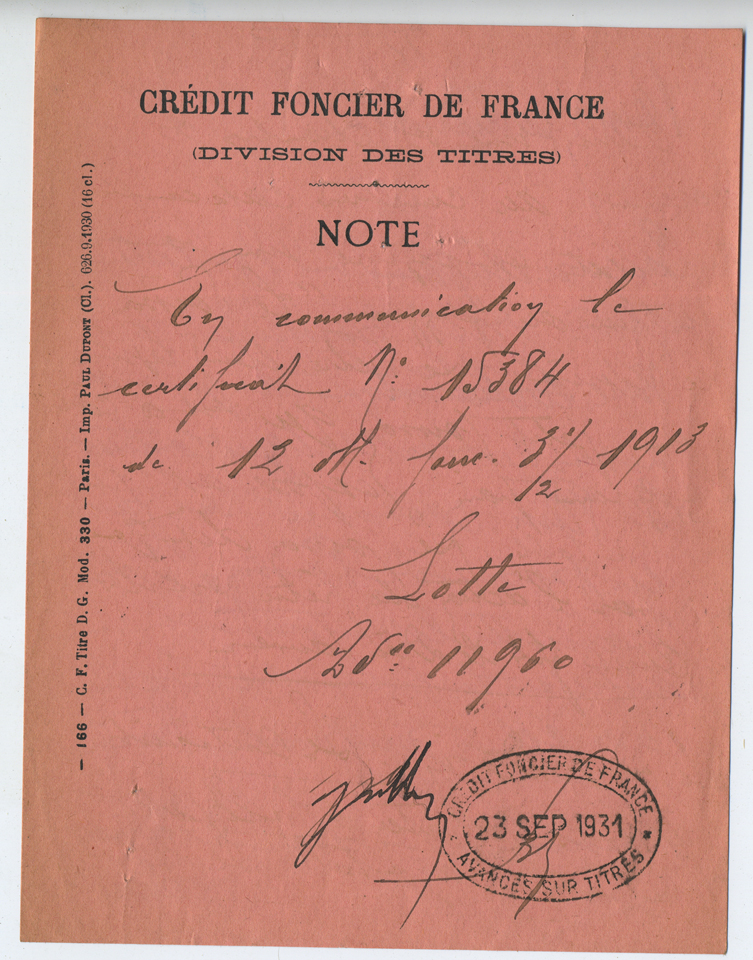 CRÉDIT FONCIER DE FRANCE
(DIVISION DES TITRES)
NOTE
En communication le
certificat N° 15384
de 12 M. fonc. 3 1/2 1913
Lotte
11960
CRÉDIT FONCIER DE FRANCE
23 SEP 1931
AVANCES SUR TITRES
— 166 — C. F. Titre D. G. Mod. 330 — Paris. — Imp. PAUL DUPONT (Cl.). 626.9.1930 (16 cl.)